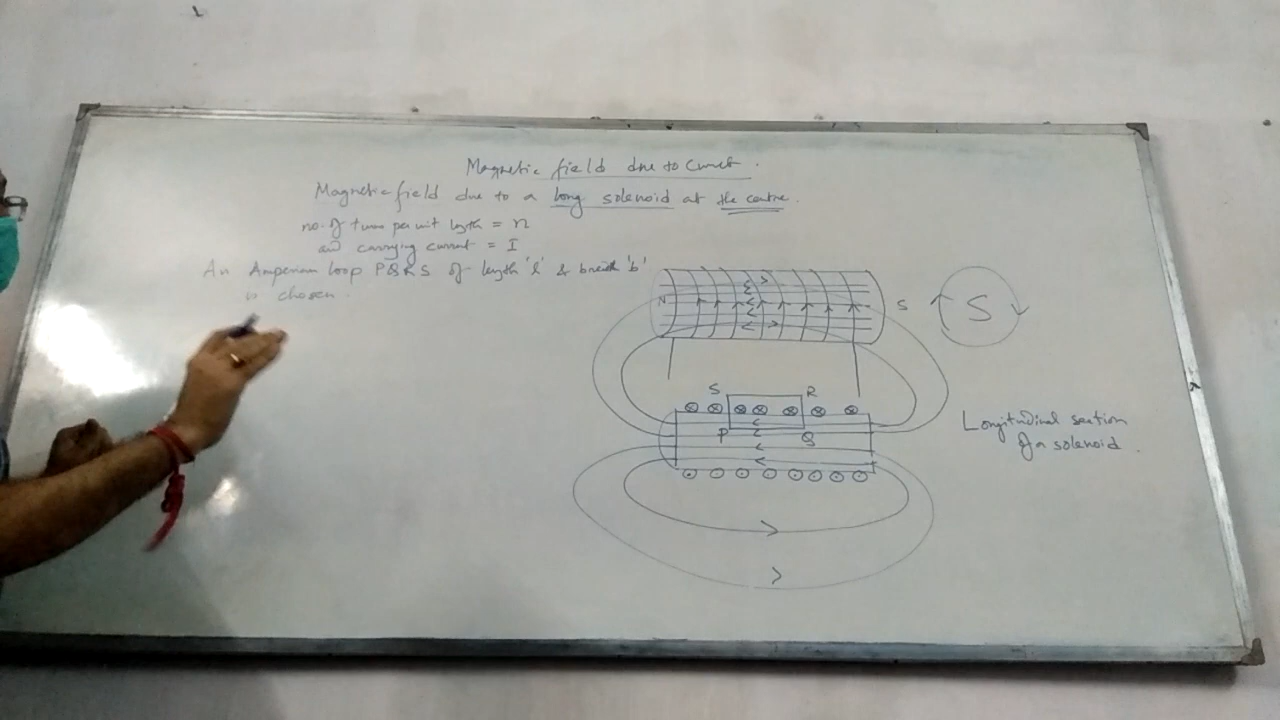 Magnetic field due to Current.
Magnetic field due to a long solenoid at the centre.
no. of turns per unit length = n
and carrying current = I
An Amperian loop PQRS of length 'l' & breadth 'b'
is chosen.
N
S
S
S R
P Q
Longitudinal section
of a solenoid.